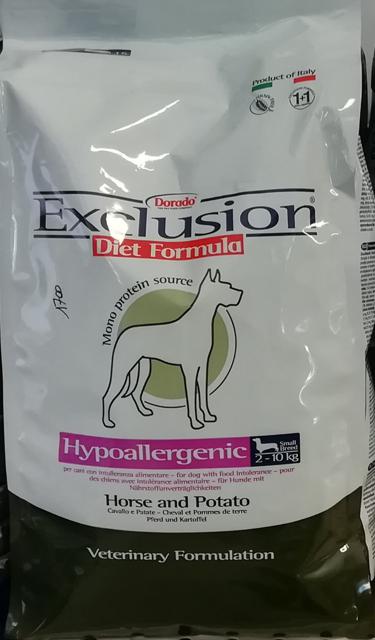 Product of Italy
1+1
Dorado
Exclusion®
Diet Formula
Mono protein source
1700
Hypoallergenic
Small
Breed
2-10 kg
per cani con intolleranza alimentare – for dog with food intolerance – pour
des chiens avec intolérance alimentaire – für Hunde mit
Nährstoffunverträglichkeiten
Horse and Potato
Cavallo e Patate – Cheval et Pommes de terre
Pferd und Kartoffel
Veterinary Formulation